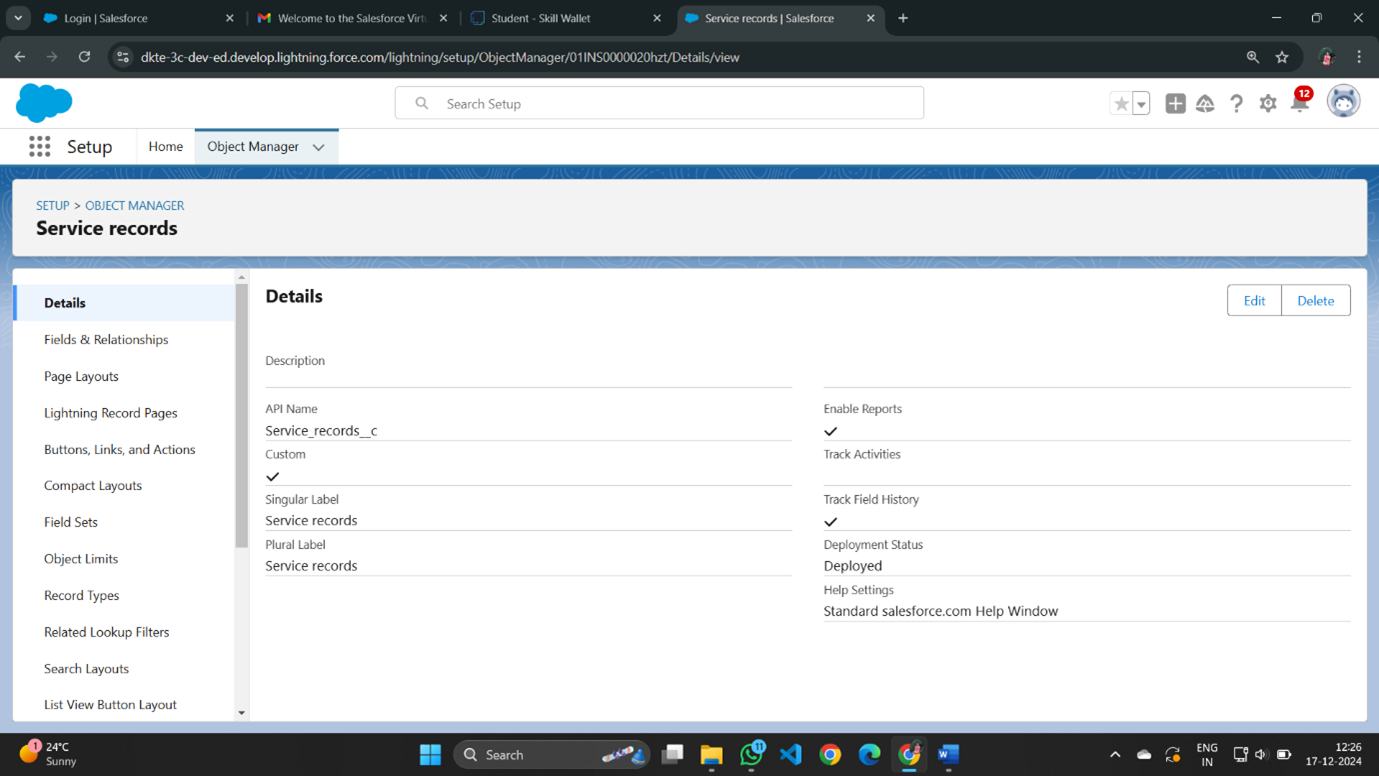 Login | Salesforce
Welcome to the Salesforce Virtu
Student - Skill Wallet
Service records | Salesforce
dkte-3c-dev-ed.develop.lightning.force.com/lightning/setup/ObjectManager/01INS0000020hzt/Details/view
Search Setup
12
Setup
Home
Object Manager
SETUP > OBJECT MANAGER
Service records
Details
Fields & Relationships
Page Layouts
Lightning Record Pages
Buttons, Links, and Actions
Compact Layouts
Field Sets
Object Limits
Record Types
Related Lookup Filters
Search Layouts
List View Button Layout
Details
Edit
Delete
Description
API Name
Service_records__c
Custom
Singular Label
Service records
Plural Label
Service records
Enable Reports
Track Activities
Track Field History
Deployment Status
Deployed
Help Settings
Standard salesforce.com Help Window
1
24°C
Sunny
Search
11
ENG
IN
12:26
17-12-2024